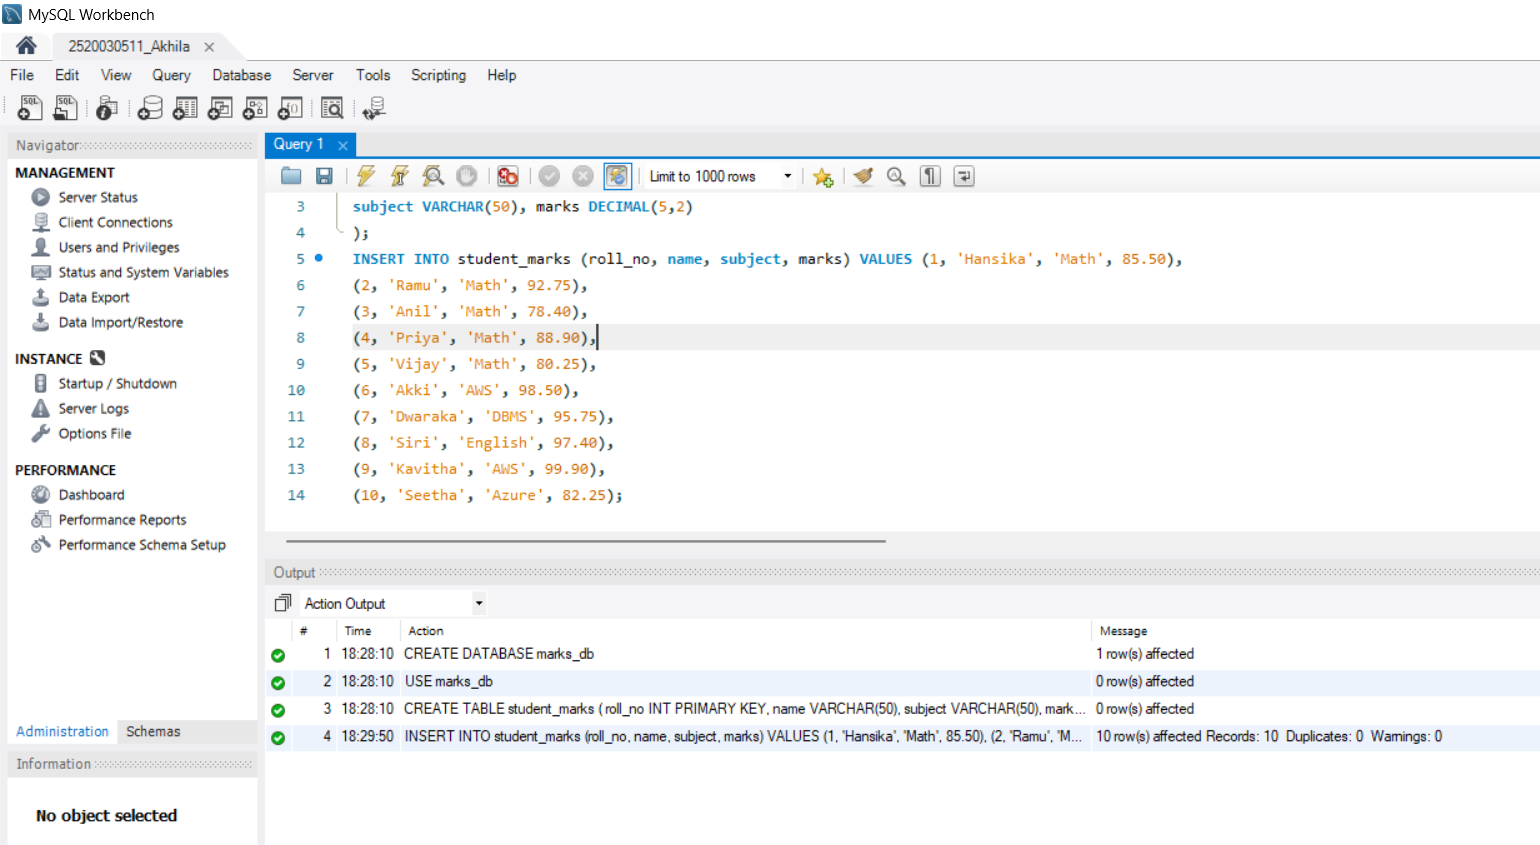 MySQL Workbench
2520030511_Akhila
File Edit View Query Database Server Tools Scripting Help
Navigator
MANAGEMENT
Server Status
Client Connections
Users and Privileges
Status and System Variables
Data Export
Data Import/Restore
INSTANCE
Startup / Shutdown
Server Logs
Options File
PERFORMANCE
Dashboard
Performance Reports
Performance Schema Setup
Administration Schemas
Information
No object selected
Query 1
Limit to 1000 rows
3 subject VARCHAR(50), marks DECIMAL(5,2)
4 );
5 INSERT INTO student_marks (roll_no, name, subject, marks) VALUES (1, 'Hansika', 'Math', 85.50),
6 (2, 'Ramu', 'Math', 92.75),
7 (3, 'Anil', 'Math', 78.40),
8 (4, 'Priya', 'Math', 88.90),
9 (5, 'Vijay', 'Math', 80.25),
10 (6, 'Akki', 'AWS', 98.50),
11 (7, 'Dwaraka', 'DBMS', 95.75),
12 (8, 'Siri', 'English', 97.40),
13 (9, 'Kavitha', 'AWS', 99.90),
14 (10, 'Seetha', 'Azure', 82.25);
Output
Action Output
# Time Action Message
1 18:28:10 CREATE DATABASE marks_db 1 row(s) affected
2 18:28:10 USE marks_db 0 row(s) affected
3 18:28:10 CREATE TABLE student_marks ( roll_no INT PRIMARY KEY, name VARCHAR(50), subject VARCHAR(50), mark... 0 row(s) affected
4 18:29:50 INSERT INTO student_marks (roll_no, name, subject, marks) VALUES (1, 'Hansika', 'Math', 85.50), (2, 'Ramu', 'M... 10 row(s) affected Records: 10 Duplicates: 0 Warnings: 0